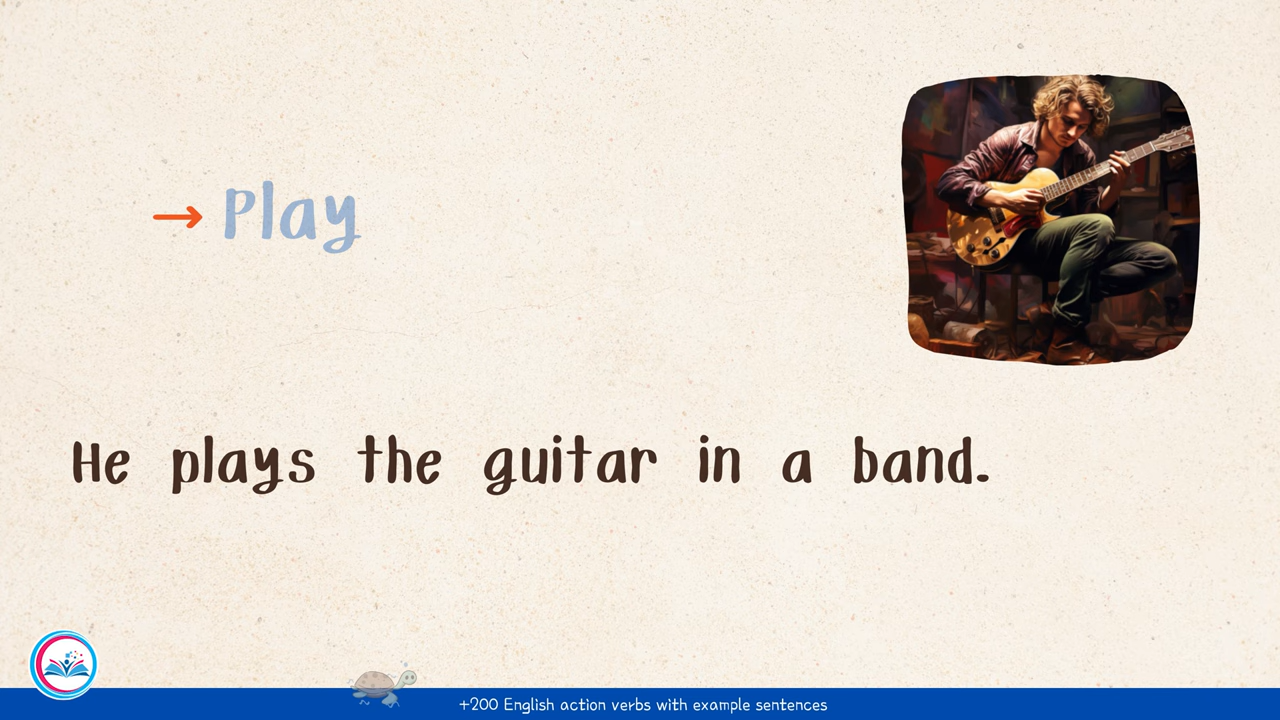 → Play
He plays the guitar in a band.
+200 English action verbs with example sentences